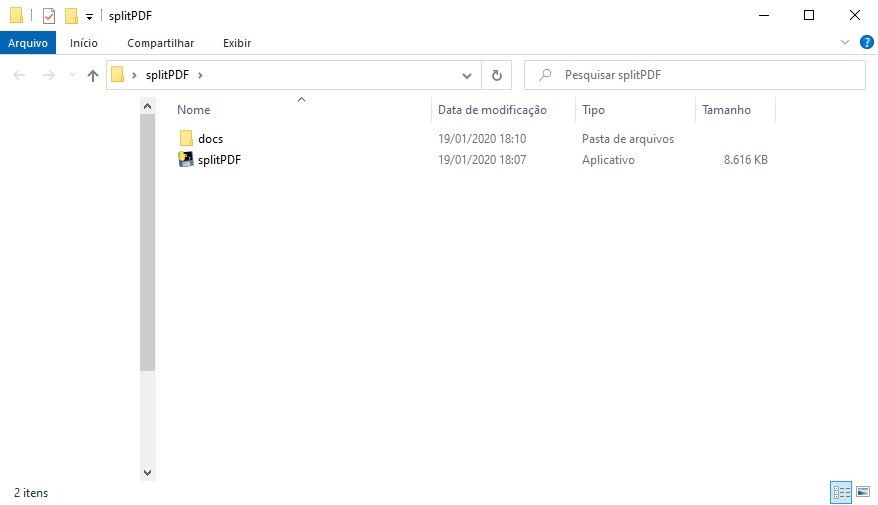 splitPDF
Arquivo Início Compartilhar Exibir ?
splitPDF Pesquisar splitPDF
Nome Data de modificação Tipo Tamanho
docs 19/01/2020 18:10 Pasta de arquivos
splitPDF 19/01/2020 18:07 Aplicativo 8.616 KB
2 itens